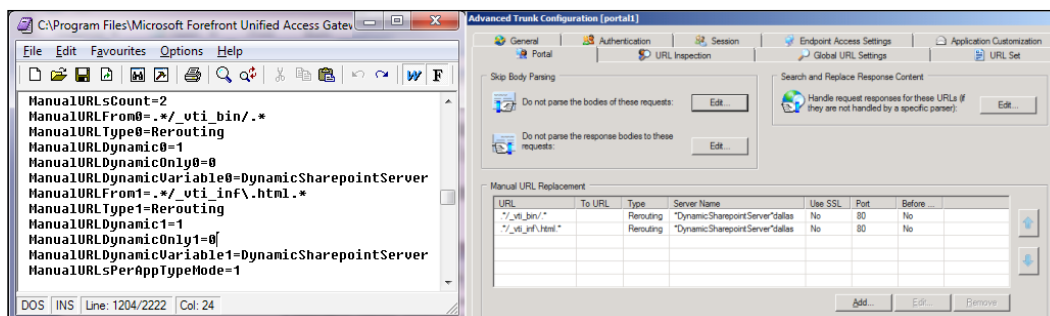 C:\Program Files\Microsoft Forefront Unified Access Gatev
File Edit Favourites Options Help
W F
ManualURLsCount=2
ManualURLFrom0=.*/_vti_bin/.*
ManualURLType0=Rerouting
ManualURLDynamic0=1
ManualURLDynamicOnly0=0
ManualURLDynamicVariable0=DynamicSharepointServer
ManualURLFrom1=.*/_vti_inf\.html.*
ManualURLType1=Rerouting
ManualURLDynamic1=1
ManualURLDynamicOnly1=0
ManualURLDynamicVariable1=DynamicSharepointServer
ManualURLsPerAppTypeMode=1
DOS INS Line: 1204/2222 Col: 24
Advanced Trunk Configuration [portal1]
General Authentication Session Endpoint Access Settings Application Customization
Portal URL Inspection Global URL Settings URL Set
Skip Body Parsing
Do not parse the bodies of these requests: Edit...
Do not parse the response bodies to these
requests: Edit...
Search and Replace Response Content
Handle request responses for these URLs (if
they are not handled by a specific parser): Edit...
Manual URL Replacement
URL To URL Type Server Name Use SSL Port Before ...
.*/_vti_bin/.* Rerouting *DynamicSharepointServer*dallas No 80 No
.*/_vti_inf\.html.* Rerouting *DynamicSharepointServer*dallas No 80 No
Add... Edit... Remove